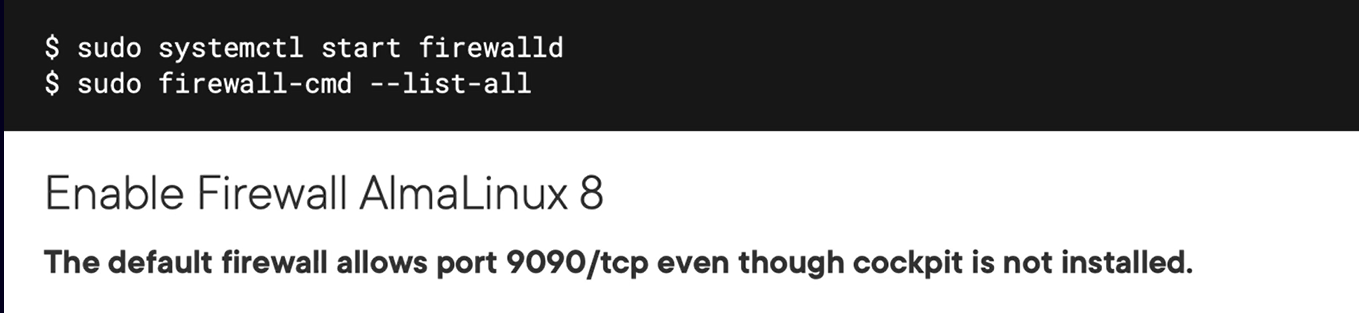 $ sudo systemctl start firewalld
$ sudo firewall-cmd --list-all
Enable Firewall AlmaLinux 8
The default firewall allows port 9090/tcp even though cockpit is not installed.